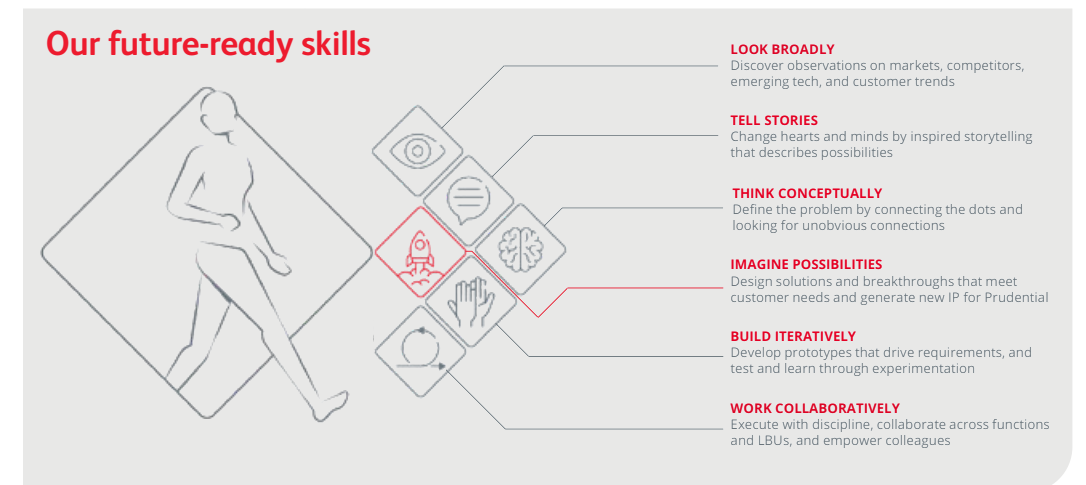 Our future-ready skills
LOOK BROADLY
Discover observations on markets, competitors,
emerging tech, and customer trends
TELL STORIES
Change hearts and minds by inspired storytelling
that describes possibilities
THINK CONCEPTUALLY
Define the problem by connecting the dots and
looking for unobvious connections
IMAGINE POSSIBILITIES
Design solutions and breakthroughs that meet
customer needs and generate new IP for Prudential
BUILD ITERATIVELY
Develop prototypes that drive requirements, and
test and learn through experimentation
WORK COLLABORATIVELY
Execute with discipline, collaborate across functions
and LBUs, and empower colleagues